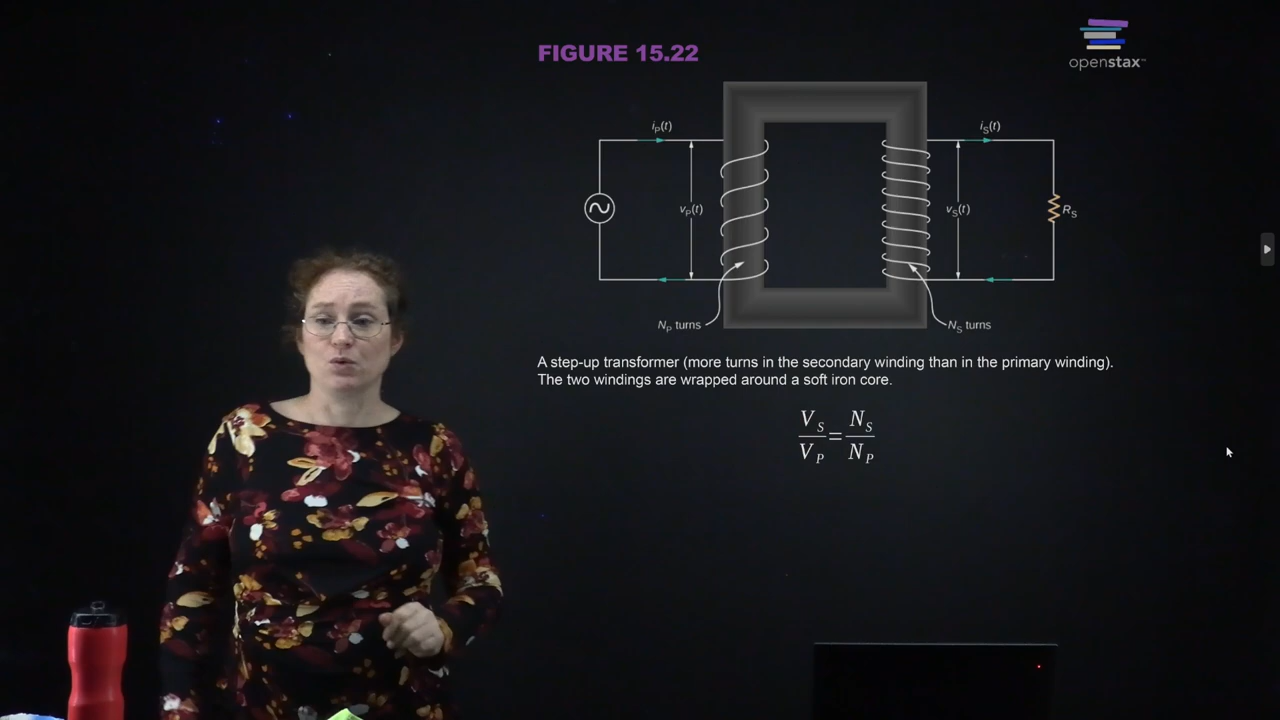 FIGURE 15.22
openstax™
iP(t)
iS(t)
vP(t)
vS(t)
RS
NP turns
NS turns
A step-up transformer (more turns in the secondary winding than in the primary winding).
The two windings are wrapped around a soft iron core.
VS/VP = NS/NP